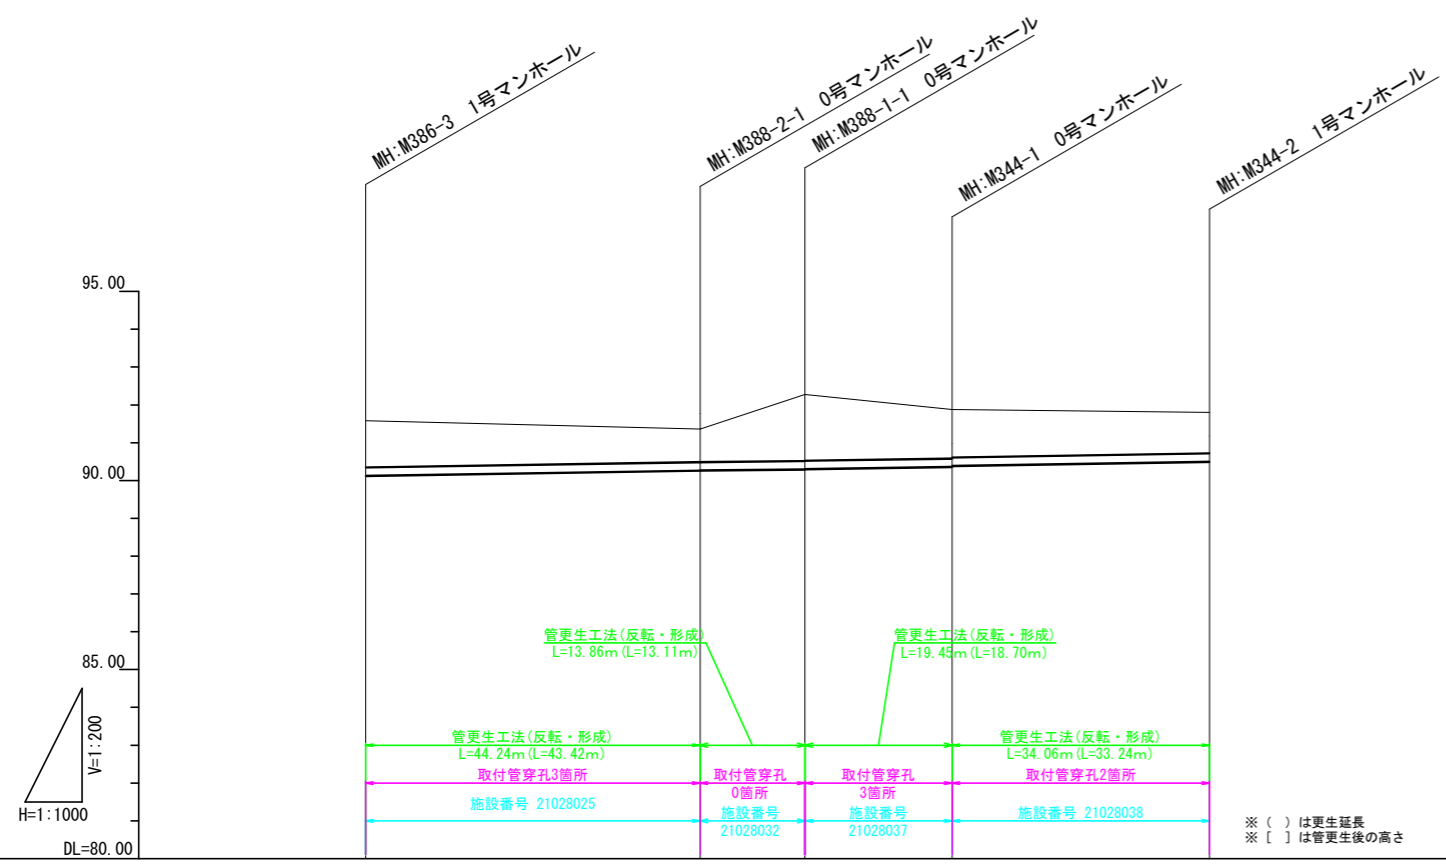 MH:M386-3　1号マンホール
MH:M388-2-1　0号マンホール
MH:M388-1-1　0号マンホール
MH:M344-1　0号マンホール
MH:M344-2　1号マンホール
95.00
90.00
85.00
DL=80.00
V=1:200
H=1:1000
管更生工法(反転・形成)
L=13.86m(L=13.11m)
管更生工法(反転・形成)
L=19.45m(L=18.70m)
管更生工法(反転・形成)
L=44.24m(L=43.42m)
管更生工法(反転・形成)
L=34.06m(L=33.24m)
取付管穿孔3箇所
取付管穿孔
0箇所
取付管穿孔
3箇所
取付管穿孔2箇所
施設番号 21028025
施設番号
21028032
施設番号
21028037
施設番号 21028038
※ (　) は更生延長
※ [　] は管更生後の高さ